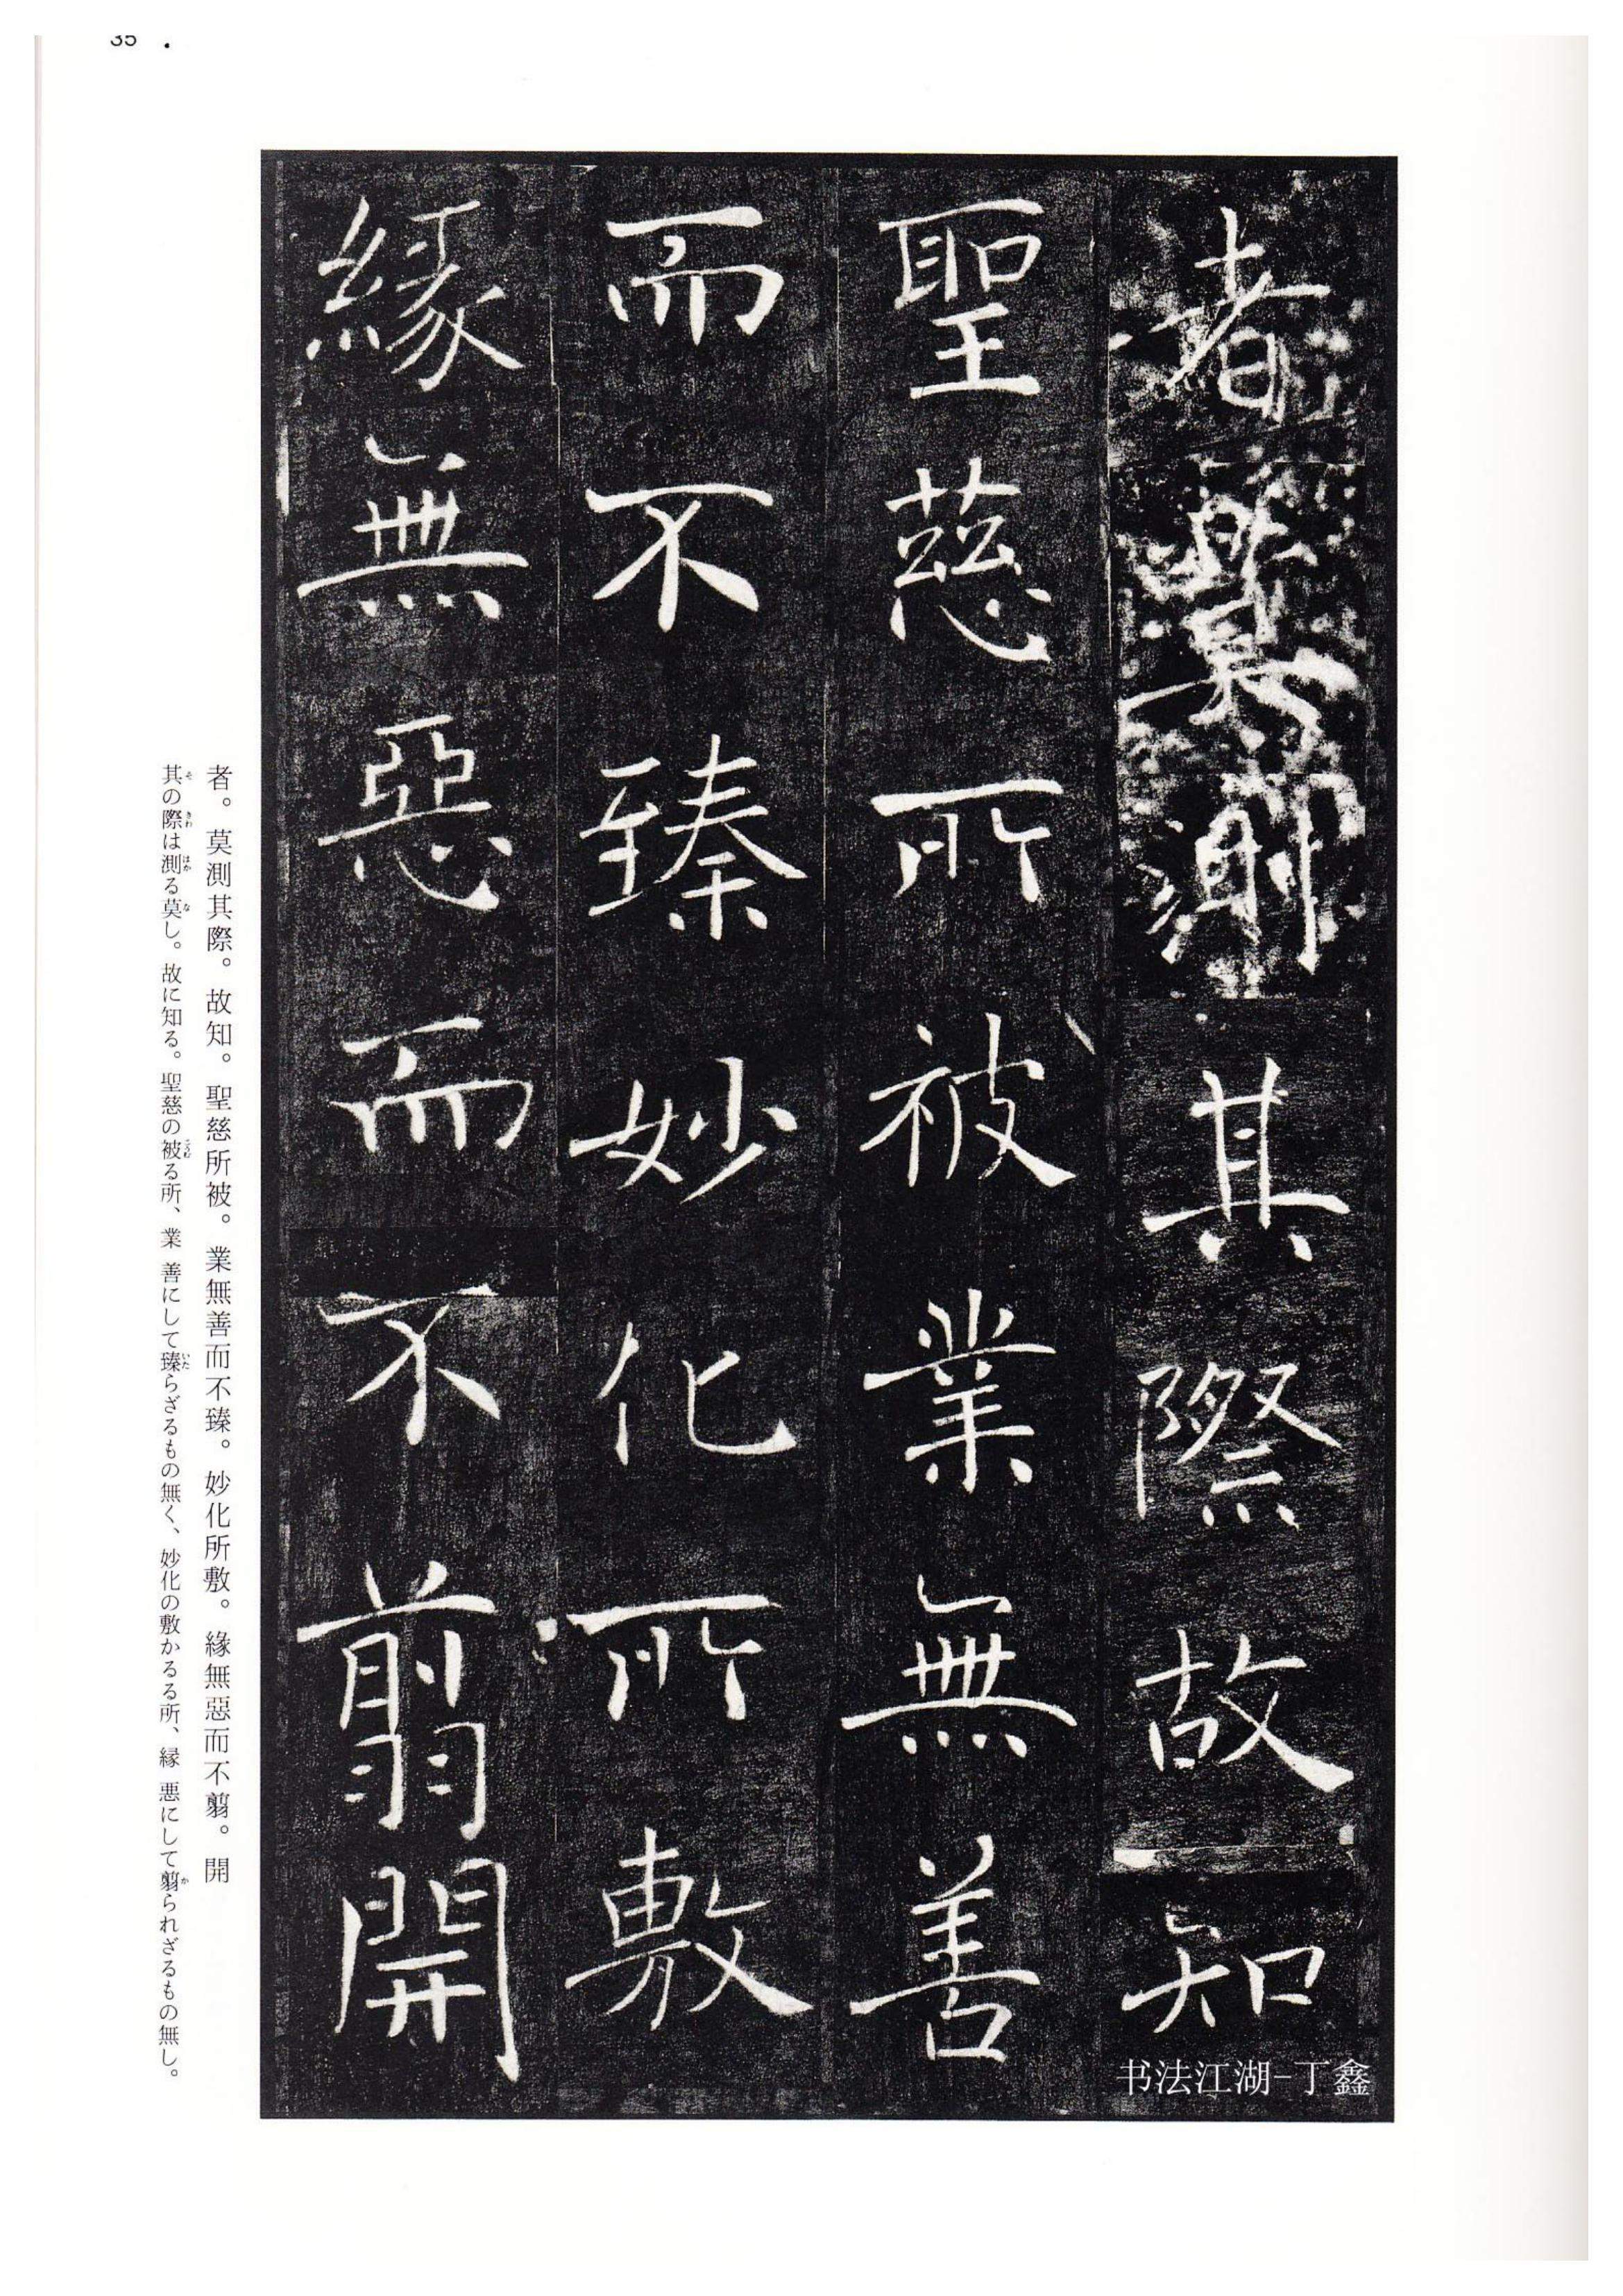 35
者莫測其際故知
聖慈所被業無善
而不臻妙化所敷
緣無惡而不翦開
书法江湖-丁鑫
者。莫測其際。故知。聖慈所被。業無善而不臻。妙化所敷。緣無惡而不翦。開
其の際は測る莫し。故に知る。聖慈の被る所、業 善にして臻らざるもの無く、妙化の敷かるる所、縁 悪にして翦られざるもの無し。